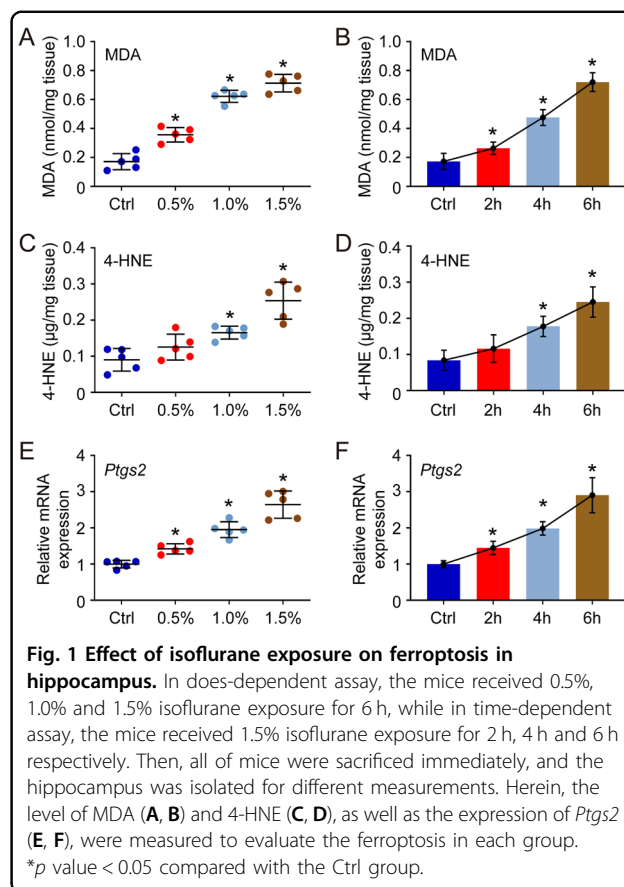 A
MDA
MDA (nmol/mg tissue)
1.0
0.8
0.6
0.4
0.2
0
*
*
*
Ctrl 0.5% 1.0% 1.5%
B
MDA
MDA (nmol/mg tissue)
1.0
0.8
0.6
0.4
0.2
0
*
*
*
Ctrl 2h 4h 6h
C
4-HNE
4-HNE (μg/mg tissue)
0.4
0.3
0.2
0.1
0
*
*
Ctrl 0.5% 1.0% 1.5%
D
4-HNE
4-HNE (μg/mg tissue)
0.4
0.3
0.2
0.1
0
*
*
Ctrl 2h 4h 6h
E
Ptgs2
Relative mRNA
expression
4
3
2
1
0
*
*
*
Ctrl 0.5% 1.0% 1.5%
F
Ptgs2
Relative mRNA
expression
4
3
2
1
0
*
*
*
Ctrl 2h 4h 6h
Fig. 1 Effect of isoflurane exposure on ferroptosis in
hippocampus. In does-dependent assay, the mice received 0.5%,
1.0% and 1.5% isoflurane exposure for 6 h, while in time-dependent
assay, the mice received 1.5% isoflurane exposure for 2 h, 4 h and 6 h
respectively. Then, all of mice were sacrificed immediately, and the
hippocampus was isolated for different measurements. Herein, the
level of MDA (A, B) and 4-HNE (C, D), as well as the expression of Ptgs2
(E, F), were measured to evaluate the ferroptosis in each group.
*p value < 0.05 compared with the Ctrl group.